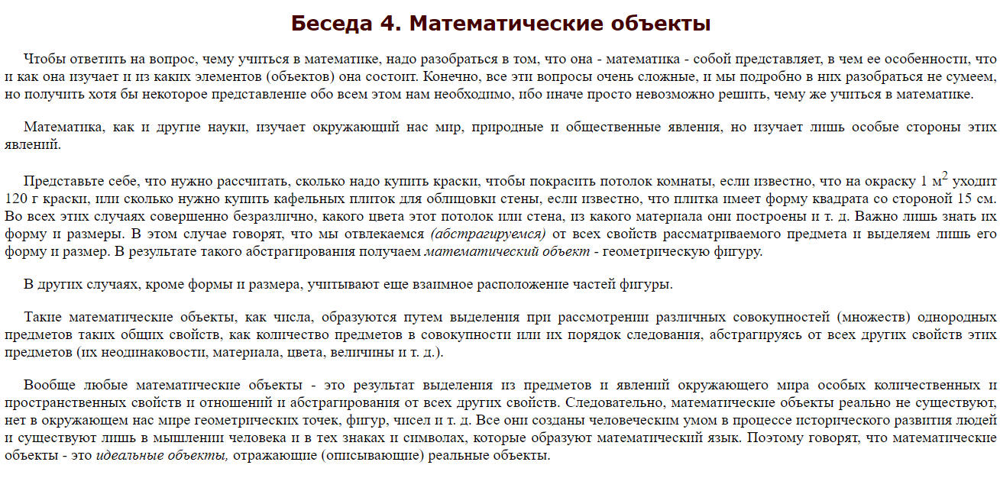 Беседа 4. Математические объекты
Чтобы ответить на вопрос, чему учиться в математике, надо разобраться в том, что она - математика - собой представляет, в чем ее особенности, что
и как она изучает и из каких элементов (объектов) она состоит. Конечно, все эти вопросы очень сложные, и мы подробно в них разобраться не сумеем,
но получить хотя бы некоторое представление обо всем этом нам необходимо, ибо иначе просто невозможно решить, чему же учиться в математике.
Математика, как и другие науки, изучает окружающий нас мир, природные и общественные явления, но изучает лишь особые стороны этих
явлений.
Представьте себе, что нужно рассчитать, сколько надо купить краски, чтобы покрасить потолок комнаты, если известно, что на окраску 1 м² уходит
120 г краски, или сколько нужно купить кафельных плиток для облицовки стены, если известно, что плитка имеет форму квадрата со стороной 15 см.
Во всех этих случаях совершенно безразлично, какого цвета этот потолок или стена, из какого материала они построены и т. д. Важно лишь знать их
форму и размеры. В этом случае говорят, что мы отвлекаемся (абстрагируемся) от всех свойств рассматриваемого предмета и выделяем лишь его
форму и размер. В результате такого абстрагирования получаем математический объект - геометрическую фигуру.
В других случаях, кроме формы и размера, учитывают еще взаимное расположение частей фигуры.
Такие математические объекты, как числа, образуются путем выделения при рассмотрении различных совокупностей (множеств) однородных
предметов таких общих свойств, как количество предметов в совокупности или их порядок следования, абстрагируясь от всех других свойств этих
предметов (их неодинаковости, материала, цвета, величины и т. д.).
Вообще любые математические объекты - это результат выделения из предметов и явлений окружающего мира особых количественных и
пространственных свойств и отношений и абстрагирования от всех других свойств. Следовательно, математические объекты реально не существуют,
нет в окружающем нас мире геометрических точек, фигур, чисел и т. д. Все они созданы человеческим умом в процессе исторического развития людей
и существуют лишь в мышлении человека и в тех знаках и символах, которые образуют математический язык. Поэтому говорят, что математические
объекты - это идеальные объекты, отражающие (описывающие) реальные объекты.